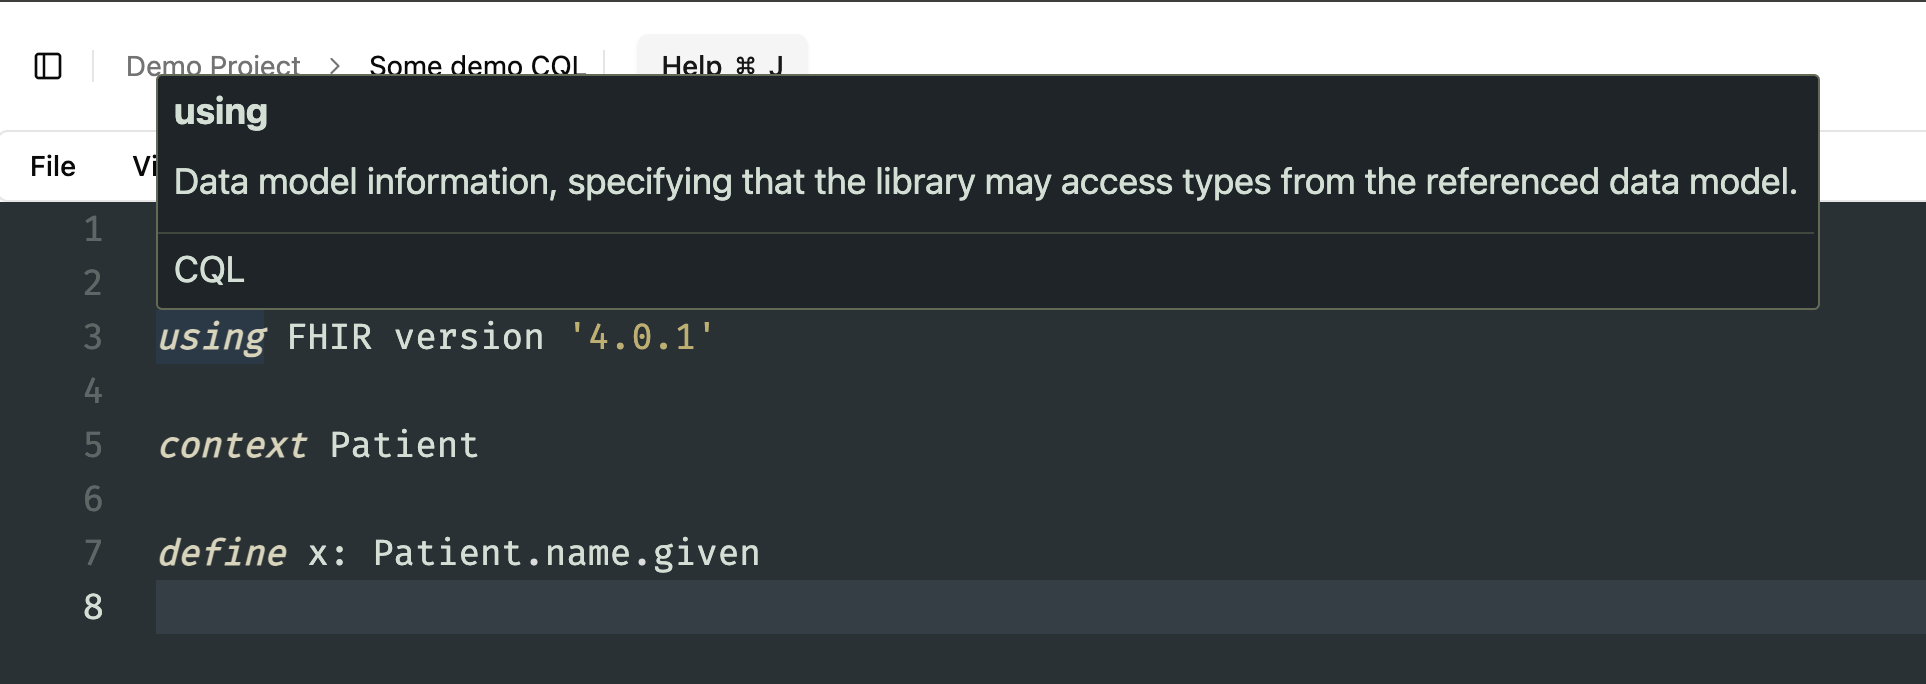 Demo Project > Some demo CQL Help ⌘ J
using
Data model information, specifying that the library may access types from the referenced data model.
CQL
File
1
2
3 using FHIR version '4.0.1'
4
5 context Patient
6
7 define x: Patient.name.given
8